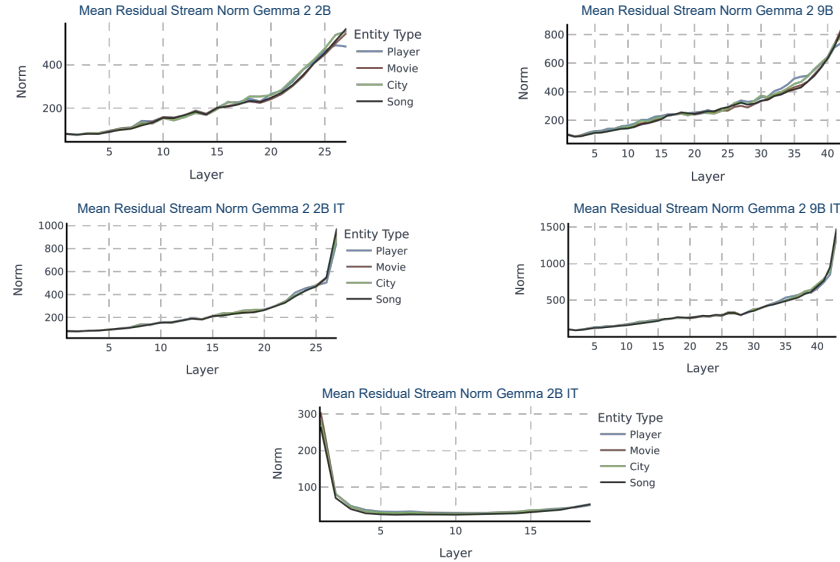 Mean Residual Stream Norm Gemma 2 2B
Norm
400
200
5
10
15
20
25
Layer
Entity Type
Player
Movie
City
Song
Mean Residual Stream Norm Gemma 2 9B
Norm
800
600
400
200
5
10
15
20
25
30
35
40
Layer
Mean Residual Stream Norm Gemma 2 2B IT
Norm
1000
800
600
400
200
5
10
15
20
25
Layer
Entity Type
Player
Movie
City
Song
Mean Residual Stream Norm Gemma 2 9B IT
Norm
1500
1000
500
5
10
15
20
25
30
35
40
Layer
Mean Residual Stream Norm Gemma 2B IT
Norm
300
200
100
5
10
15
Layer
Entity Type
Player
Movie
City
Song